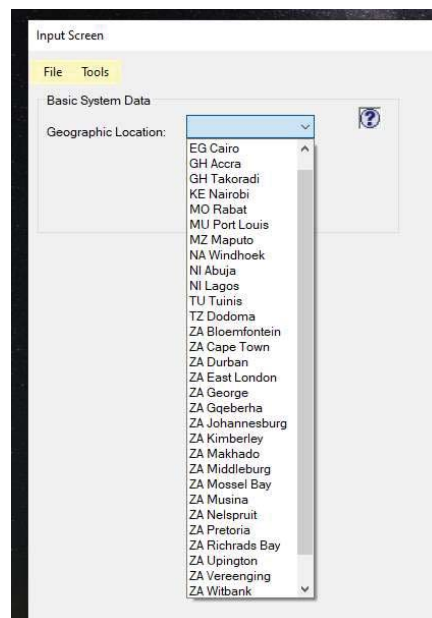 Input Screen
File Tools
Basic System Data
Geographic Location:
?
EG Cairo
GH Accra
GH Takoradi
KE Nairobi
MO Rabat
MU Port Louis
MZ Maputo
NA Windhoek
NI Abuja
NI Lagos
TU Tuinis
TZ Dodoma
ZA Bloemfontein
ZA Cape Town
ZA Durban
ZA East London
ZA George
ZA Gqeberha
ZA Johannesburg
ZA Kimberley
ZA Makhado
ZA Middleburg
ZA Mossel Bay
ZA Musina
ZA Nelspruit
ZA Pretoria
ZA Richrads Bay
ZA Upington
ZA Vereenging
ZA Witbank